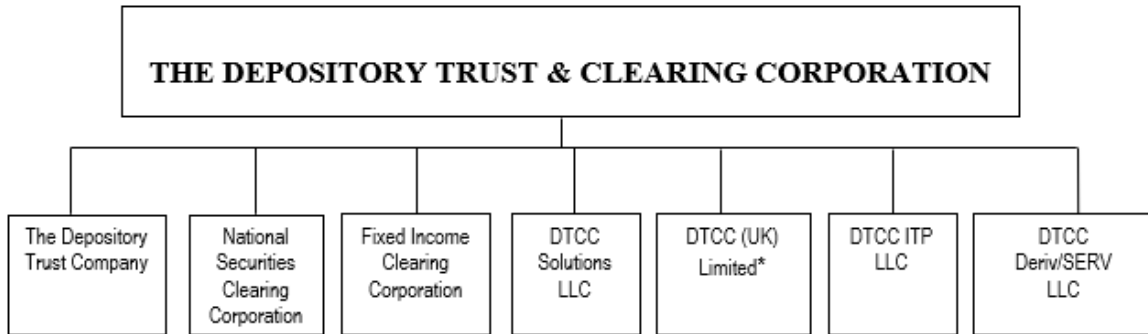 THE DEPOSITORY TRUST & CLEARING CORPORATION
The Depository
Trust Company
National
Securities
Clearing
Corporation
Fixed Income
Clearing
Corporation
DTCC
Solutions
LLC
DTCC (UK)
Limited*
DTCC ITP
LLC
DTCC
Deriv/SERV
LLC